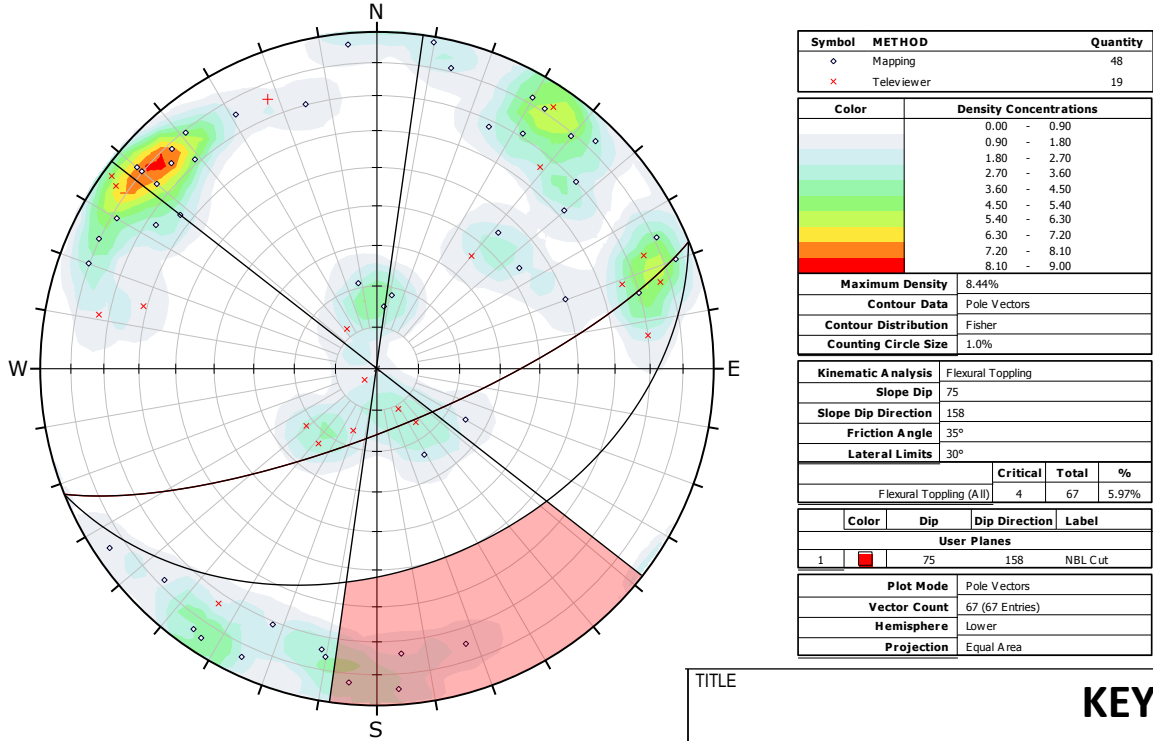 N
W
E
S
Symbol METHOD Quantity
Mapping 48
Televiewer 19
Color Density Concentrations
0.00 - 0.90
0.90 - 1.80
1.80 - 2.70
2.70 - 3.60
3.60 - 4.50
4.50 - 5.40
5.40 - 6.30
6.30 - 7.20
7.20 - 8.10
8.10 - 9.00
Maximum Density 8.44%
Contour Data Pole Vectors
Contour Distribution Fisher
Counting Circle Size 1.0%
Kinematic Analysis Flexural Toppling
Slope Dip 75
Slope Dip Direction 158
Friction Angle 35°
Lateral Limits 30°
Critical Total %
Flexural Toppling (All) 4 67 5.97%
Color Dip Dip Direction Label
User Planes
1 75 158 NBL Cut
Plot Mode Pole Vectors
Vector Count 67 (67 Entries)
Hemisphere Lower
Projection Equal Area
TITLE
KEY